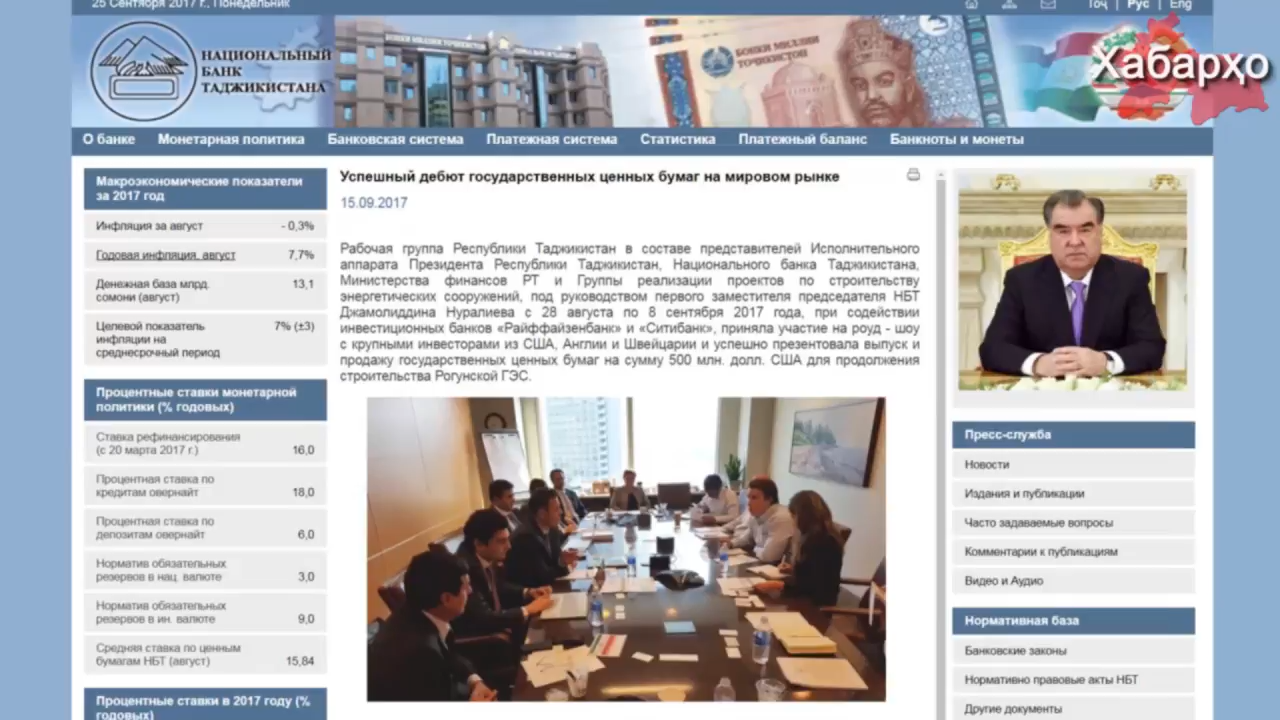 25 Сентября 2017 г., Понедельник
Тоҷ | Рус | Eng
НАЦИОНАЛЬНЫЙ
БАНК
ТАДЖИКИСТАНА
БОНКИ МИЛЛИИ ТОҶИКИСТОН
БОНКИ МИЛЛИИ
ТОҶИКИСТОН
Хабарҳо
О банке Монетарная политика Банковская система Платежная система Статистика Платежный баланс Банкноты и монеты
Макроэкономические показатели
за 2017 год
Инфляция за август - 0,3%
Годовая инфляция, август 7,7%
Денежная база млрд. 13,1
сомони (август)
Целевой показатель 7% (±3)
инфляции на
среднесрочный период
Процентные ставки монетарной
политики (% годовых)
Ставка рефинансирования
(с 20 марта 2017 г.) 16,0
Процентная ставка по
кредитам овернайт 18,0
Процентная ставка по
депозитам овернайт 6,0
Норматив обязательных
резервов в нац. валюте 3,0
Норматив обязательных
резервов в ин. валюте 9,0
Средняя ставка по ценным
бумагам НБТ (август) 15,84
Процентные ставки в 2017 году (%
годовых)
Успешный дебют государственных ценных бумаг на мировом рынке
15.09.2017
Рабочая группа Республики Таджикистан в составе представителей Исполнительного
аппарата Президента Республики Таджикистан, Национального банка Таджикистана,
Министерства финансов РТ и Группы реализации проектов по строительству
энергетических сооружений, под руководством первого заместителя председателя НБТ
Джамолиддина Нуралиева с 28 августа по 8 сентября 2017 года, при содействии
инвестиционных банков «Райффайзенбанк» и «Ситибанк», приняла участие на роуд - шоу
с крупными инвесторами из США, Англии и Швейцарии и успешно презентовала выпуск и
продажу государственных ценных бумаг на сумму 500 млн. долл. США для продолжения
строительства Рогунской ГЭС.
Пресс-служба
Новости
Издания и публикации
Часто задаваемые вопросы
Комментарии к публикациям
Видео и Аудио
Нормативная база
Банковские законы
Нормативно правовые акты НБТ
Другие документы